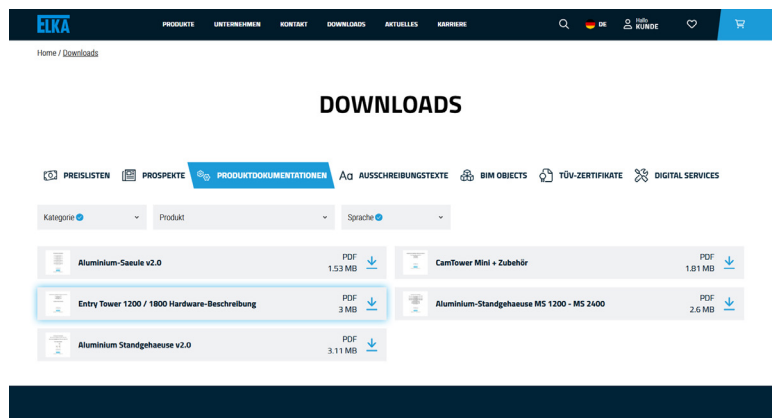 ELKA
PRODUKTE UNTERNEHMEN KONTAKT DOWNLOADS AKTUELLES KARRIERE DE Hallo KUNDE
Home / Downloads
DOWNLOADS
PREISLISTEN PROSPEKTE PRODUKTDOKUMENTATIONEN Aa AUSSCHREIBUNGSTEXTE BIM OBJECTS TÜV-ZERTIFIKATE DIGITAL SERVICES
Kategorie Produkt Sprache
Aluminium-Saeule v2.0 PDF 1.53 MB
CamTower Mini + Zubehör PDF 1.81 MB
Entry Tower 1200 / 1800 Hardware-Beschreibung PDF 3 MB
Aluminium-Standgehaeuse MS 1200 - MS 2400 PDF 2.6 MB
Aluminium Standgehaeuse v2.0 PDF 3.11 MB